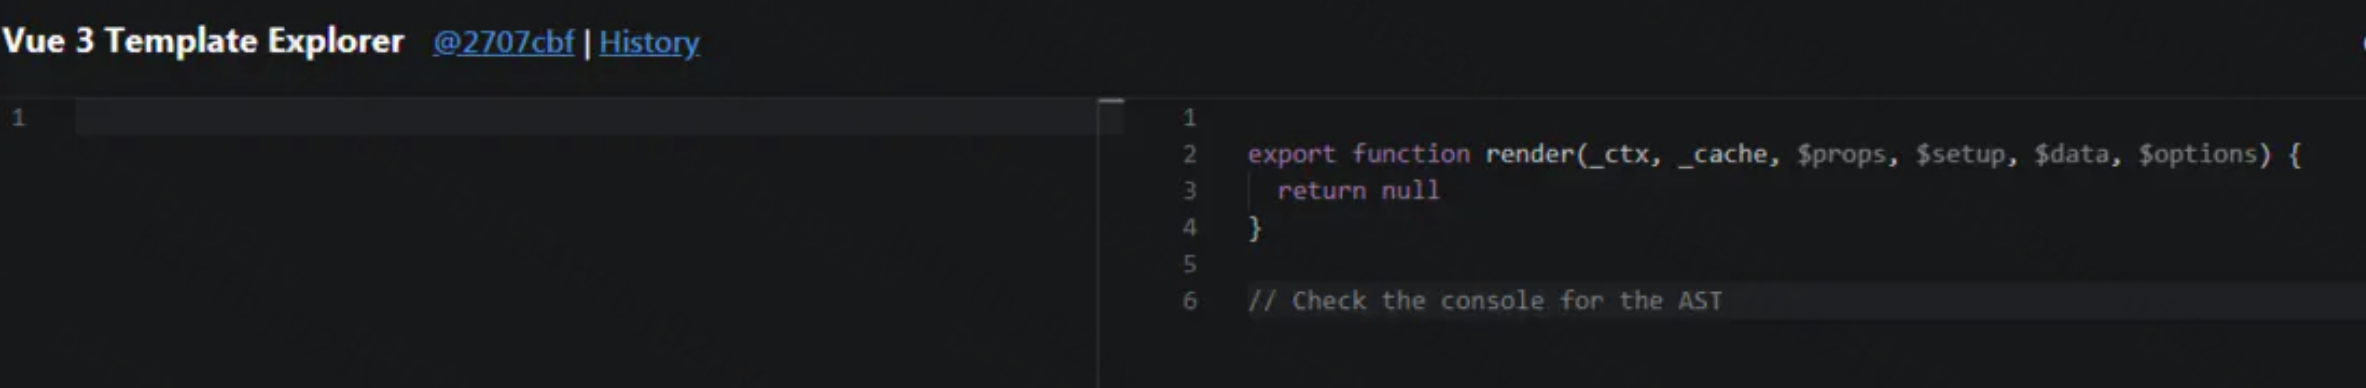 Vue 3 Template Explorer @2707cbf | History
1
1
2 export function render(_ctx, _cache, $props, $setup, $data, $options) {
3 return null
4 }
5
6 // Check the console for the AST